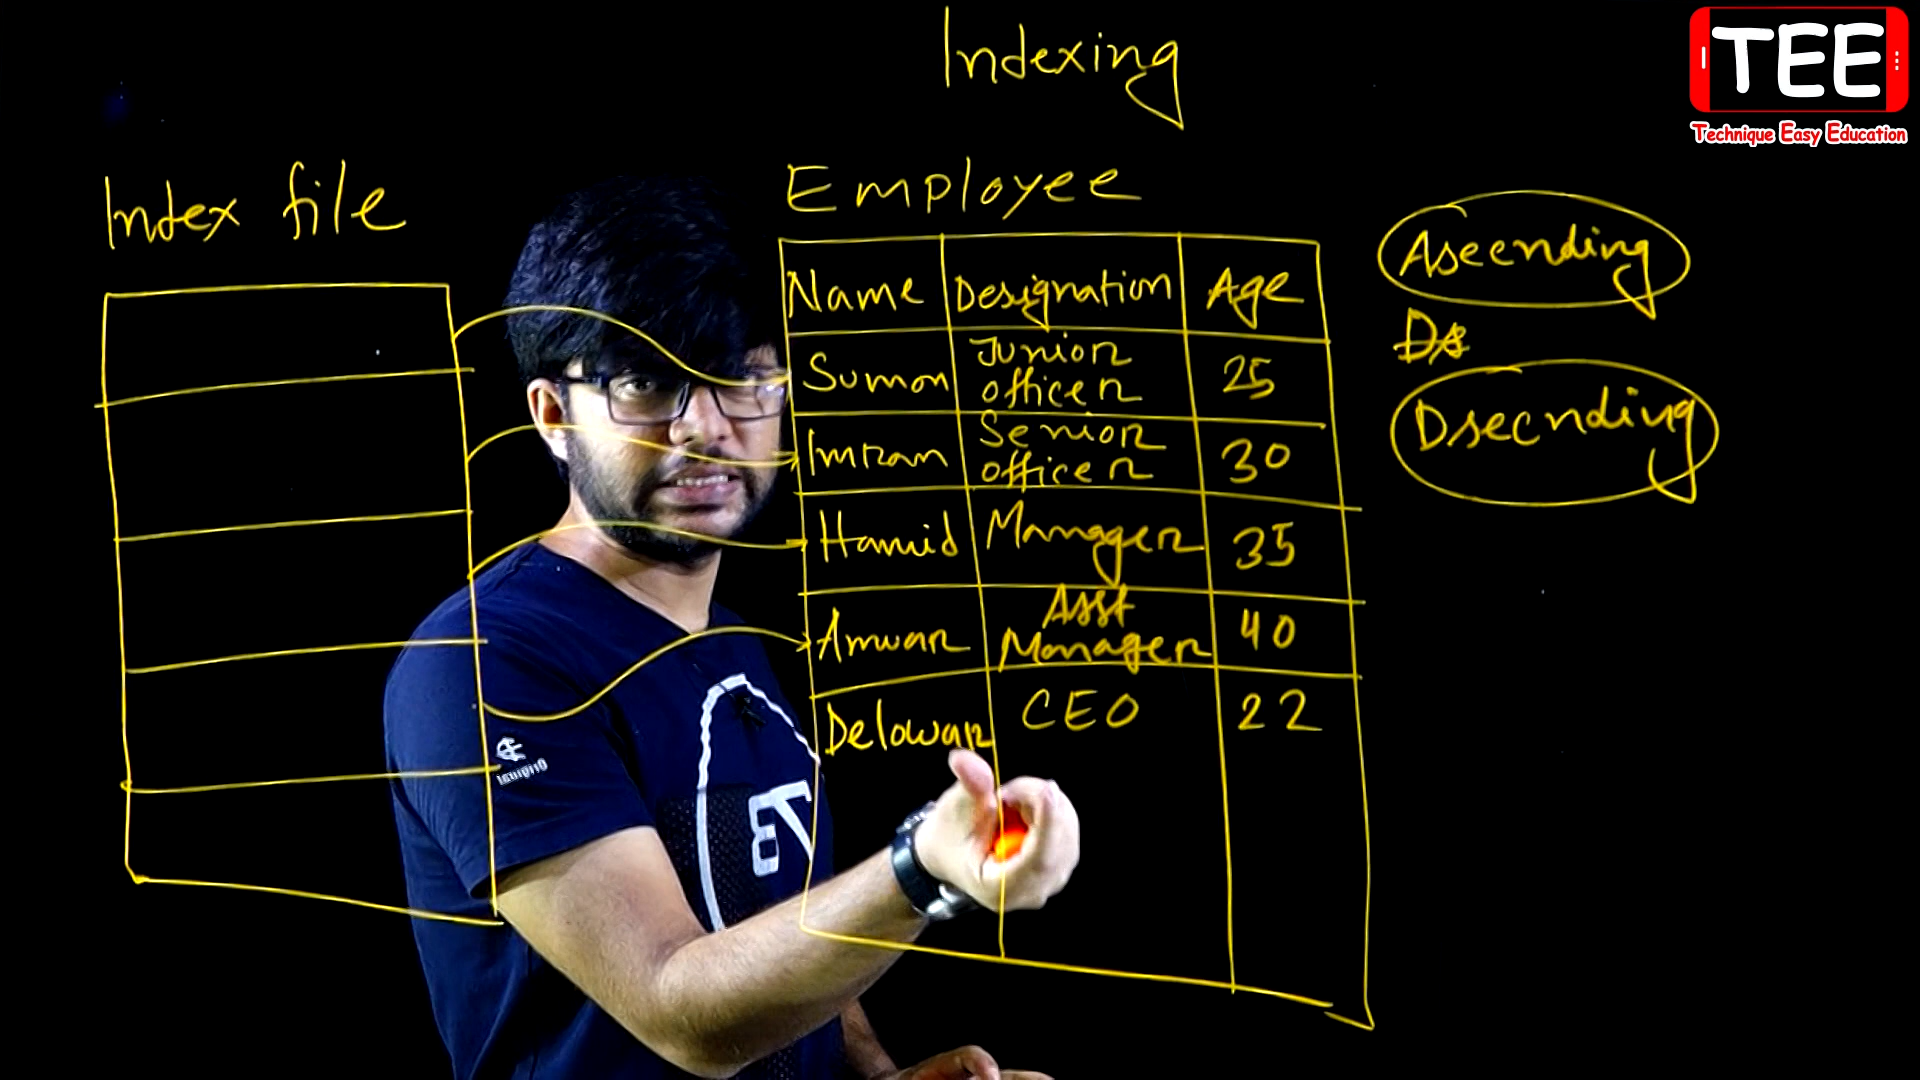 Indexing
TEE
Technique Easy Education
Index file
Employee
Name Designation Age
Sumon Junior officer 25
Imran Senior officer 30
Hamid Manager 35
Anwar Asst Manager 40
Delowar CEO 22
Aseending
Ds
Dsecnding